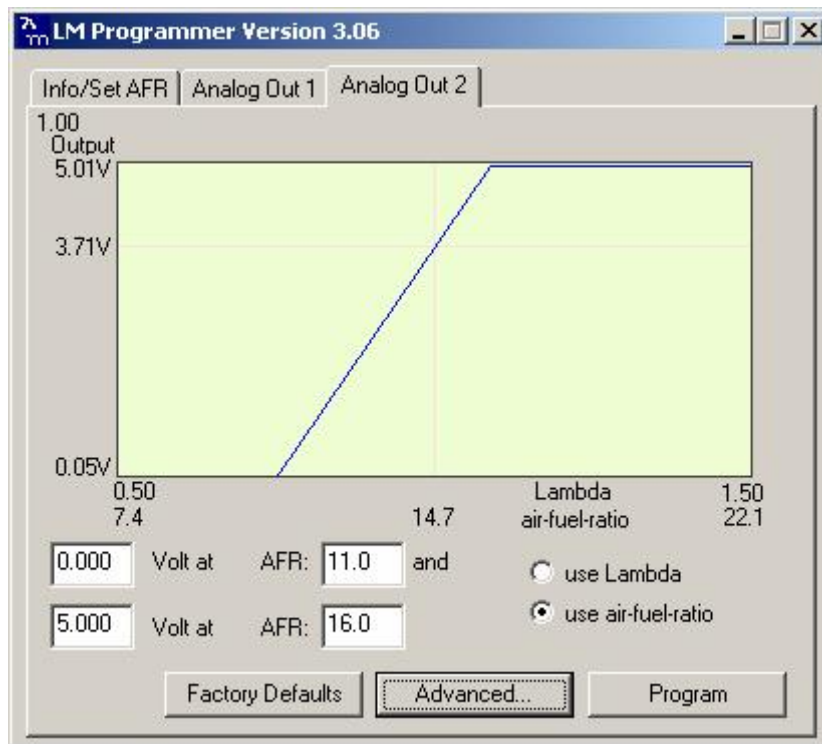 LM Programmer Version 3.06
Info/Set AFR Analog Out 1 Analog Out 2
1.00
Output
5.01V
3.71V
0.05V
0.50 Lambda 1.50
7.4 14.7 air-fuel-ratio 22.1
0.000 Volt at AFR: 11.0 and
use Lambda
5.000 Volt at AFR: 16.0
use air-fuel-ratio
Factory Defaults Advanced... Program